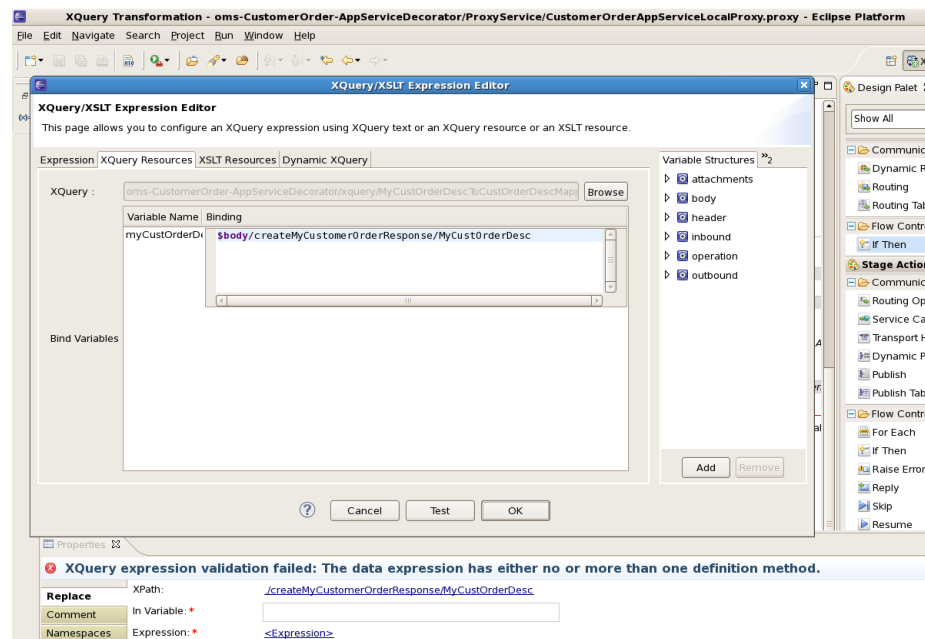 XQuery Transformation - oms-CustomerOrder-AppServiceDecorator/ProxyService/CustomerOrderAppServiceLocalProxy.proxy - Eclipse Platform
File Edit Navigate Search Project Run Window Help
XQuery/XSLT Expression Editor
XQuery/XSLT Expression Editor
This page allows you to configure an XQuery expression using XQuery text or an XQuery resource or an XSLT resource.
Expression XQuery Resources XSLT Resources Dynamic XQuery
XQuery :
oms-CustomerOrder-AppServiceDecorator/xquery/MyCustOrderDescToCustOrderDescMapp
Browse
Variable Name Binding
myCustOrderDe
$body/createMyCustomerOrderResponse/MyCustOrderDesc
Bind Variables
Variable Structures »2
attachments
body
header
inbound
operation
outbound
Add Remove
? Cancel Test OK
Design Palet
Show All
Communic
Dynamic R
Routing
Routing Tab
Flow Contr
If Then
Stage Action
Communic
Routing Op
Service Ca
Transport H
Dynamic P
Publish
Publish Tab
Flow Contr
For Each
If Then
Raise Error
Reply
Skip
Resume
Properties
XQuery expression validation failed: The data expression has either no or more than one definition method.
Replace
Comment
Namespaces
XPath: ./createMyCustomerOrderResponse/MyCustOrderDesc
In Variable: *
Expression: * <Expression>